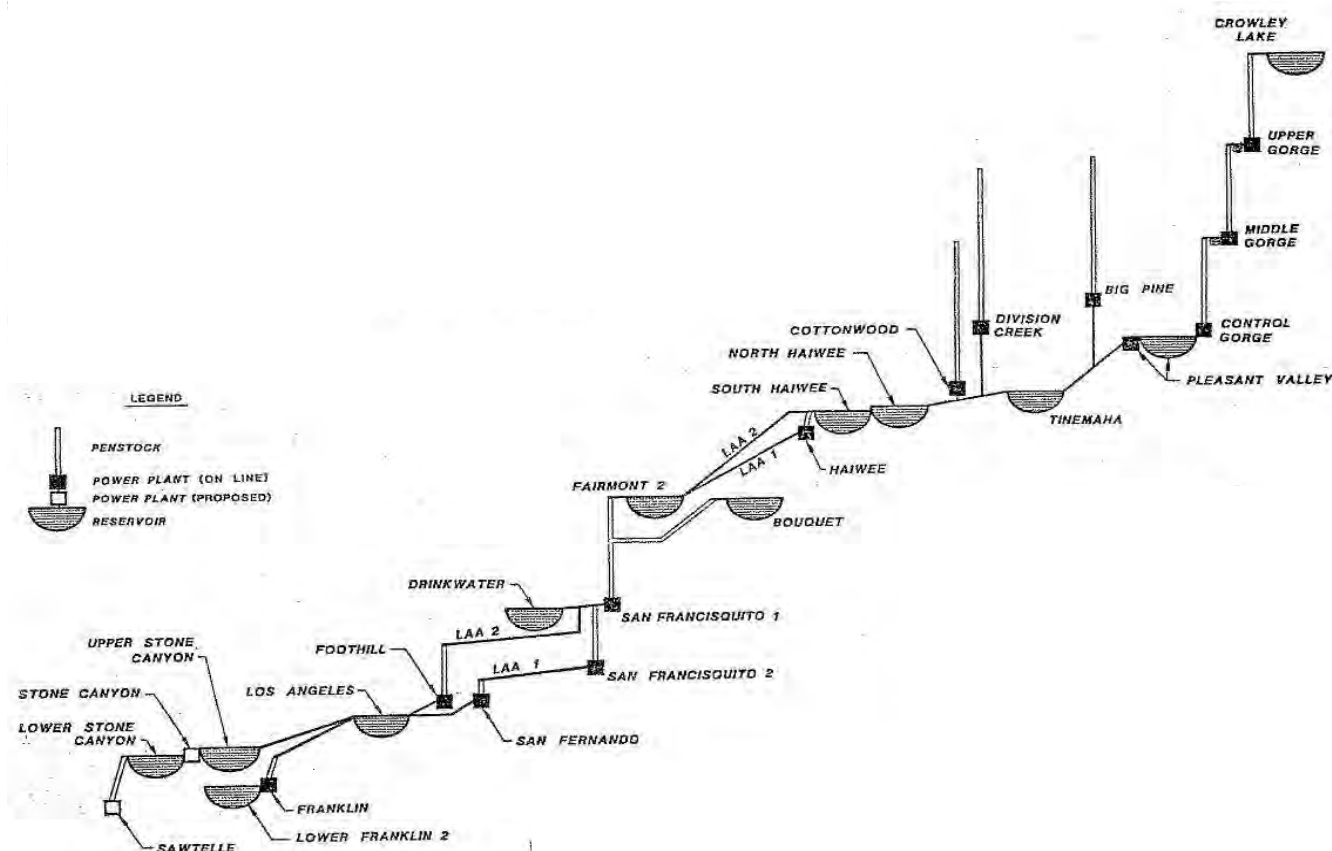 CROWLEY
LAKE
UPPER
GORGE
MIDDLE
GORGE
BIG PINE
CONTROL
GORGE
DIVISION
CREEK
COTTONWOOD
NORTH HAIWEE
PLEASANT VALLEY
SOUTH HAIWEE
LEGEND
TINEMAHA
LAA 2
PENSTOCK
LAA 1
HAIWEE
POWER PLANT (ON LINE)
FAIRMONT 2
POWER PLANT (PROPOSED)
RESERVOIR
BOUQUET
DRINKWATER
SAN FRANCISQUITO 1
LAA 2
UPPER STONE
CANYON
FOOTHILL
LAA 1
SAN FRANCISQUITO 2
STONE CANYON
LOS ANGELES
LOWER STONE
CANYON
SAN FERNANDO
FRANKLIN
LOWER FRANKLIN 2
SAWTELLE